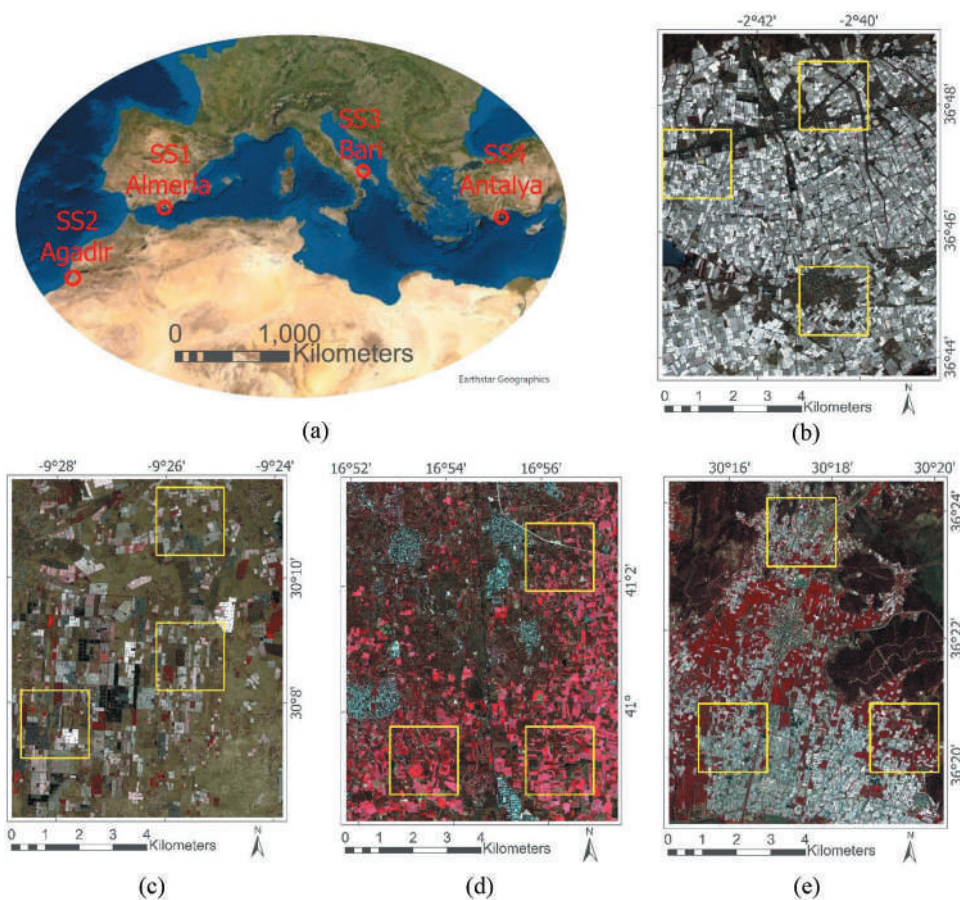 SS1
Almeria
SS2
Agadir
SS3
Bari
SS4
Antalya
0 1,000
Kilometers
Earthstar Geographics
(a)
-2°42' -2°40'
36°48'
36°46'
36°44'
0 1 2 3 4
Kilometers
N
(b)
-9°28' -9°26' -9°24'
30°10'
30°8'
0 1 2 3 4
Kilometers
N
(c)
16°52' 16°54' 16°56'
41°2'
41°
0 1 2 3 4
Kilometers
N
(d)
30°16' 30°18' 30°20'
36°24'
36°22'
36°20'
0 1 2 3 4
Kilometers
N
(e)